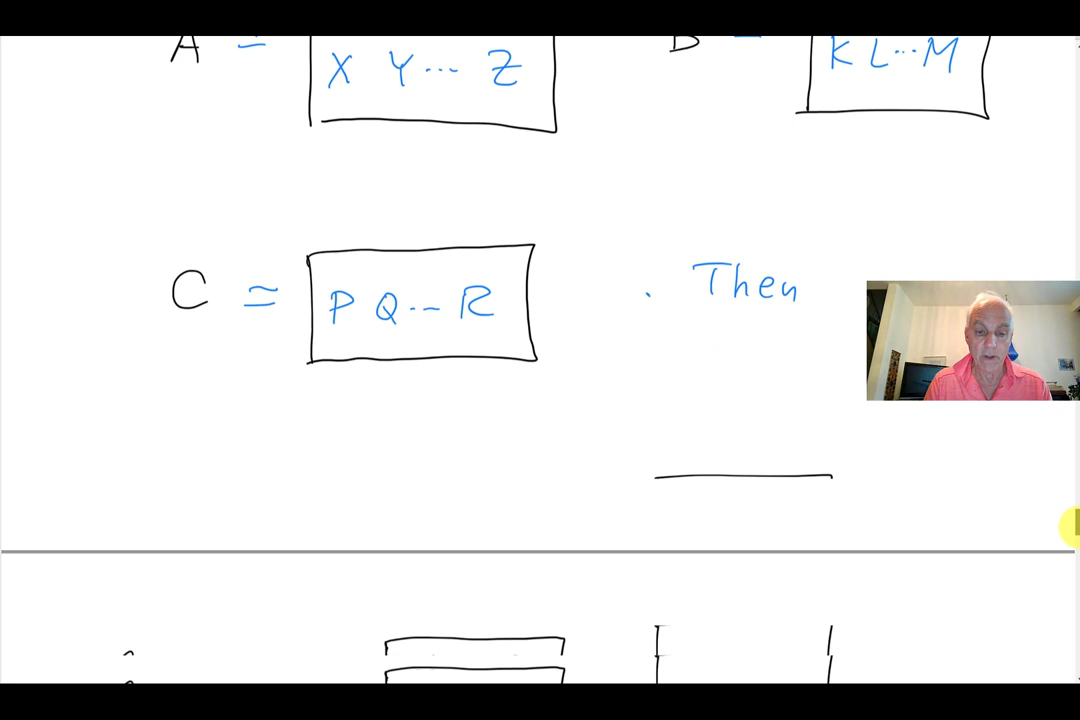 A = X Y ... Z B = K L ... M
C = P Q ... R . Then